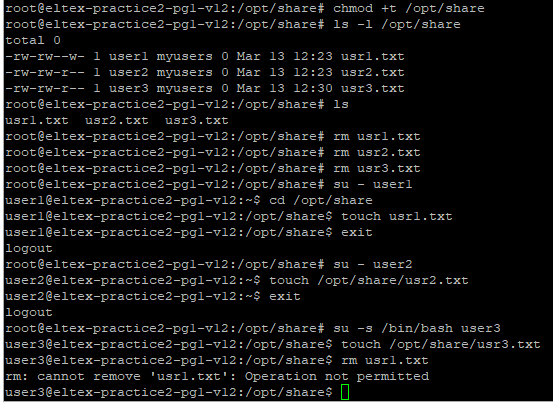 root@eltex-practice2-pg1-v12:/opt/share# chmod +t /opt/share
root@eltex-practice2-pg1-v12:/opt/share# ls -l /opt/share
total 0
-rw-rw--w- 1 user1 myusers 0 Mar 13 12:23 usr1.txt
-rw-rw-r-- 1 user2 myusers 0 Mar 13 12:23 usr2.txt
-rw-rw-r-- 1 user3 myusers 0 Mar 13 12:30 usr3.txt
root@eltex-practice2-pg1-v12:/opt/share# ls
usr1.txt  usr2.txt  usr3.txt
root@eltex-practice2-pg1-v12:/opt/share# rm usr1.txt
root@eltex-practice2-pg1-v12:/opt/share# rm usr2.txt
root@eltex-practice2-pg1-v12:/opt/share# rm usr3.txt
root@eltex-practice2-pg1-v12:/opt/share# su - user1
user1@eltex-practice2-pg1-v12:~$ cd /opt/share
user1@eltex-practice2-pg1-v12:/opt/share$ touch usr1.txt
user1@eltex-practice2-pg1-v12:/opt/share$ exit
logout
root@eltex-practice2-pg1-v12:/opt/share# su - user2
user2@eltex-practice2-pg1-v12:~$ touch /opt/share/usr2.txt
user2@eltex-practice2-pg1-v12:~$ exit
logout
root@eltex-practice2-pg1-v12:/opt/share# su -s /bin/bash user3
user3@eltex-practice2-pg1-v12:/opt/share$ touch /opt/share/usr3.txt
user3@eltex-practice2-pg1-v12:/opt/share$ rm usr1.txt
rm: cannot remove 'usr1.txt': Operation not permitted
user3@eltex-practice2-pg1-v12:/opt/share$